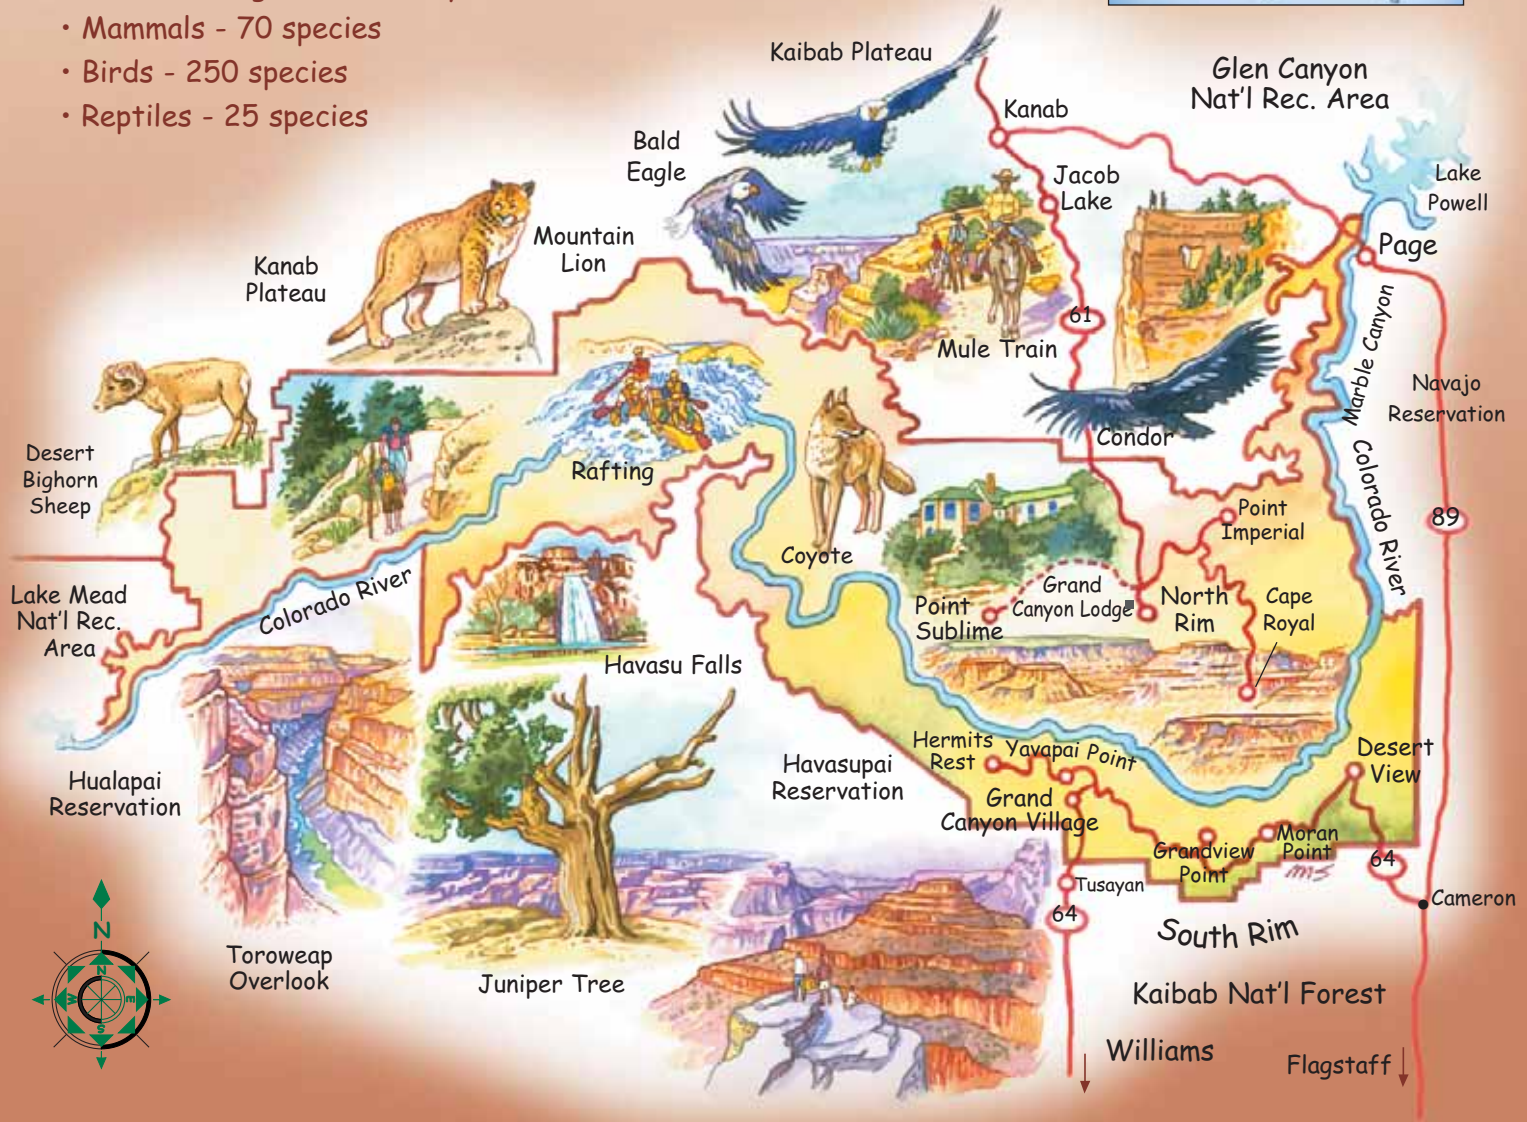 • Mammals - 70 species
• Birds - 250 species
• Reptiles - 25 species
Kaibab Plateau
Glen Canyon
Nat'l Rec. Area
Kanab
Bald
Eagle
Jacob
Lake
Lake
Powell
Mountain
Lion
Page
Kanab
Plateau
61
Mule Train
Marble Canyon
Navajo
Reservation
Condor
Desert
Bighorn
Sheep
Rafting
Colorado River
Point
Imperial
89
Coyote
Lake Mead
Nat'l Rec.
Area
Colorado River
Grand
Canyon Lodge
Point
Sublime
North
Rim
Cape
Royal
Havasu Falls
Hermits
Rest
Yavapai Point
Desert
View
Hualapai
Reservation
Havasupai
Reservation
Grand
Canyon Village
Grandview
Point
Moran
Point
MS
64
Tusayan
64
Cameron
N
N
W
E
S
Toroweap
Overlook
Juniper Tree
South Rim
Kaibab Nat'l Forest
Williams
Flagstaff